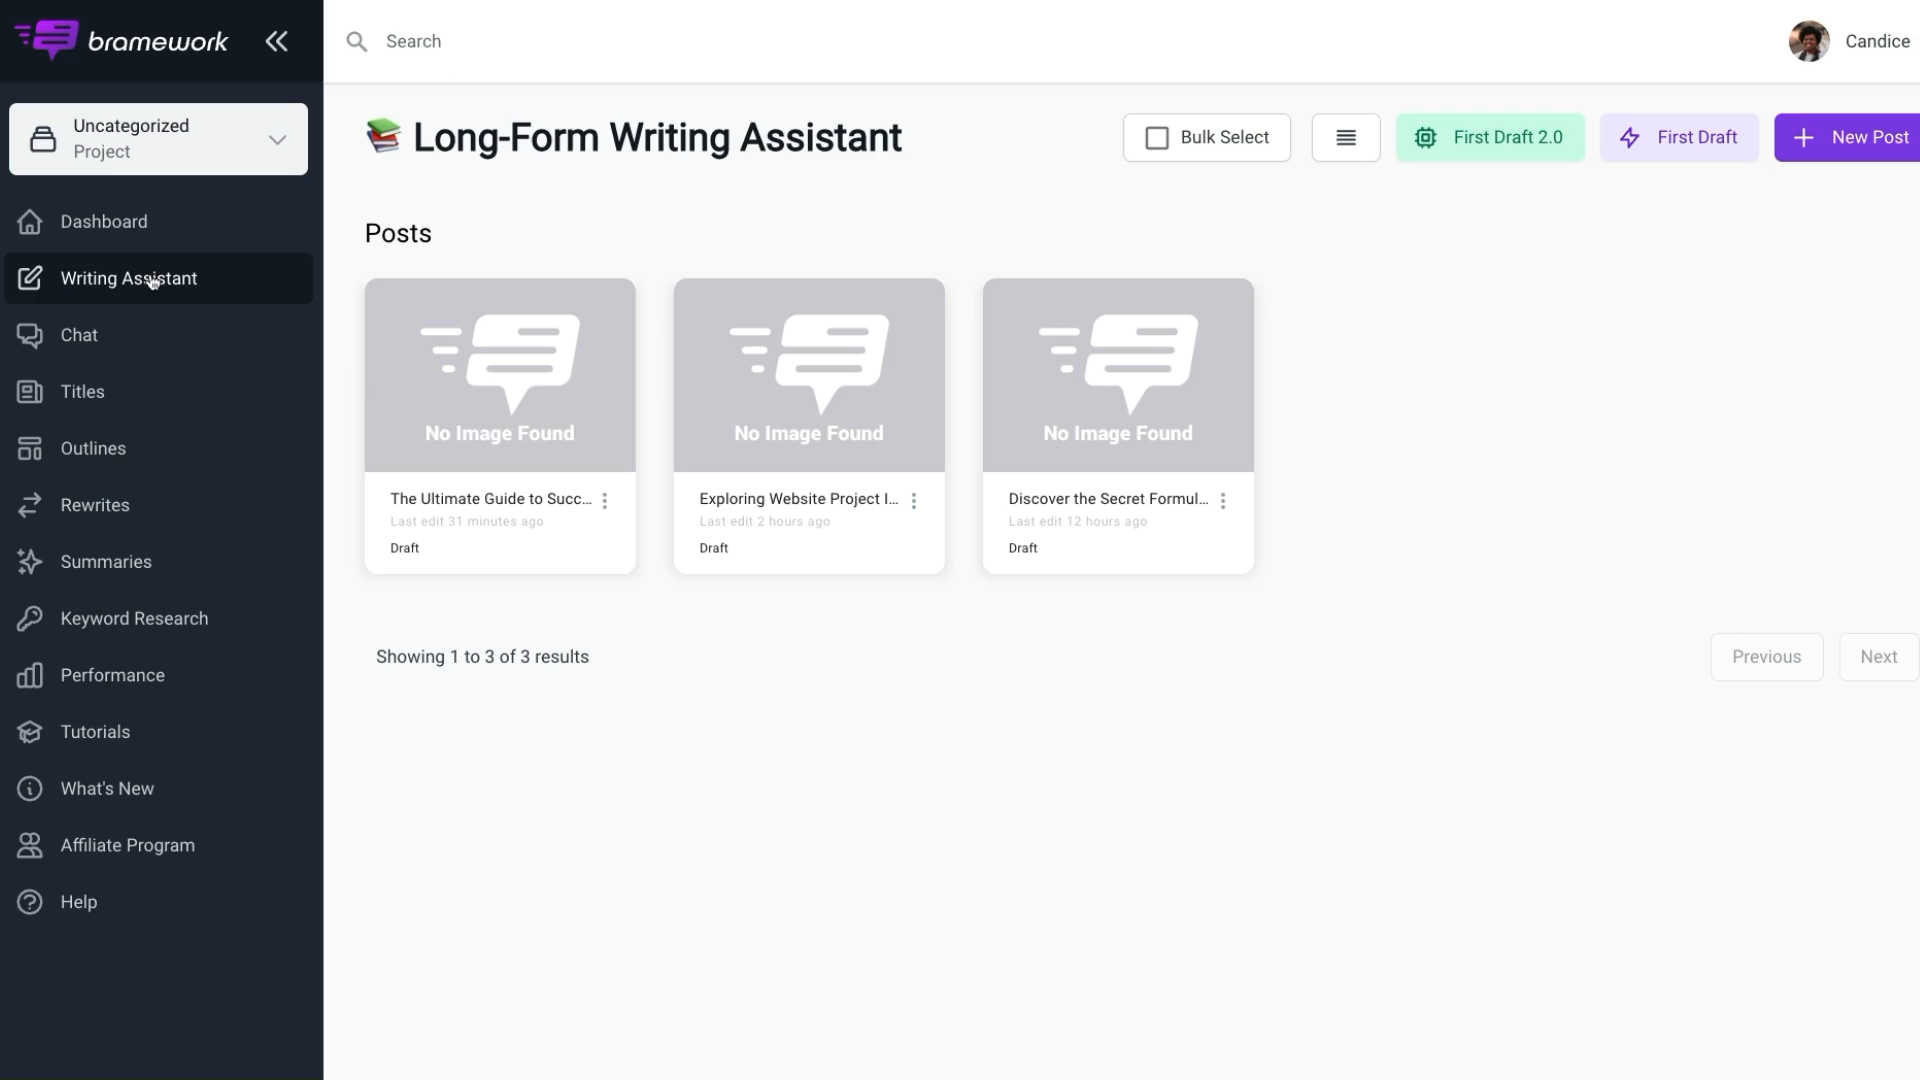 bramework
Search
Candice
Uncategorized
Project
Dashboard
Writing Assistant
Chat
Titles
Outlines
Rewrites
Summaries
Keyword Research
Performance
Tutorials
What's New
Affiliate Program
Help
Long-Form Writing Assistant
Bulk Select
First Draft 2.0
First Draft
New Post
Posts
No Image Found
The Ultimate Guide to Succ...
Last edit 31 minutes ago
Draft
No Image Found
Exploring Website Project I...
Last edit 2 hours ago
Draft
No Image Found
Discover the Secret Formul...
Last edit 12 hours ago
Draft
Showing 1 to 3 of 3 results
Previous
Next